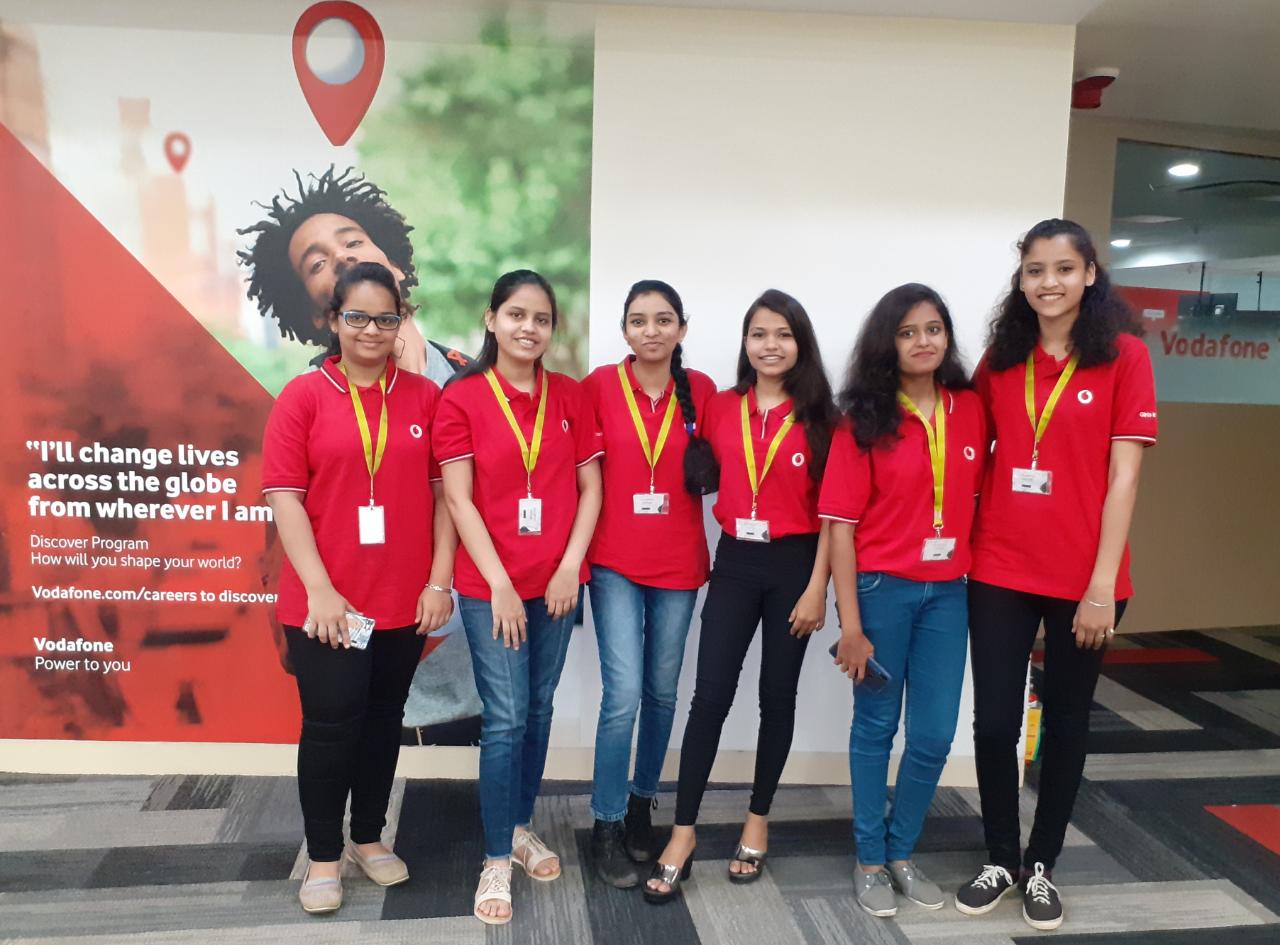 “I'll change lives
across the globe
from wherever I am
Discover Program
How will you shape your world?
Vodafone.com/careers to discover
Vodafone
Power to you
Vodafone
Girls